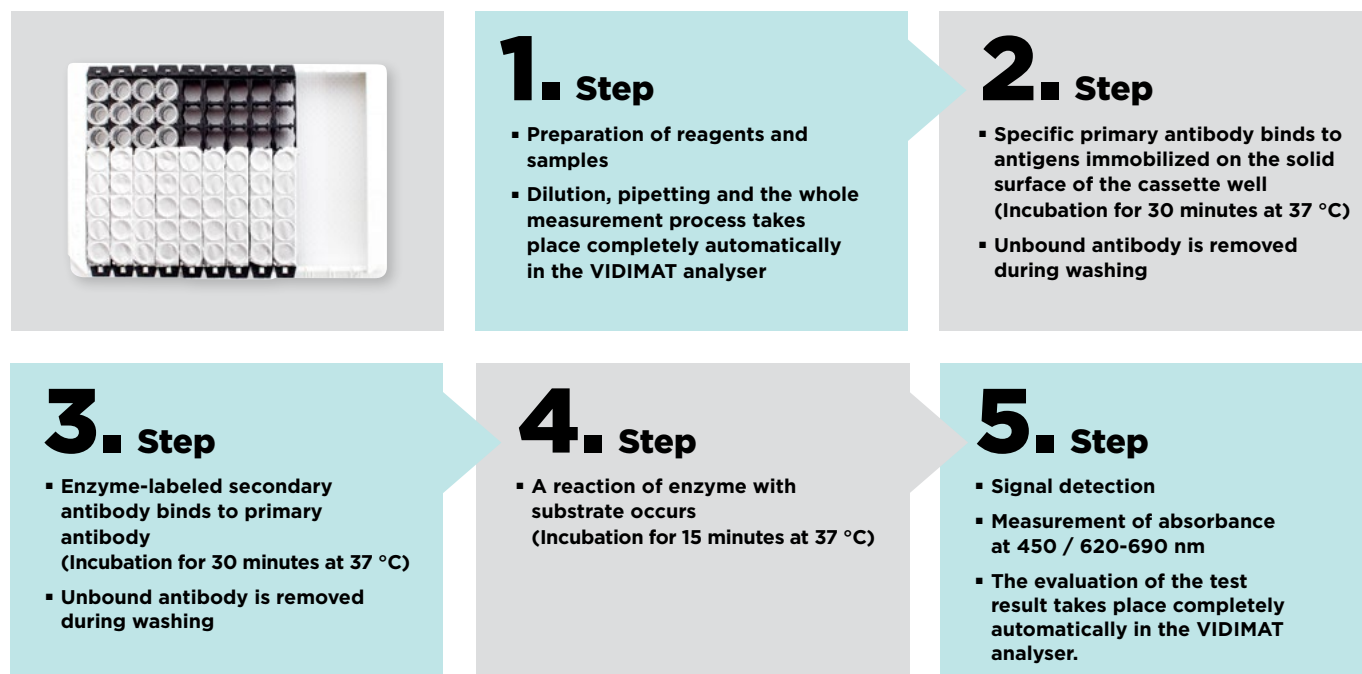 1. Step
▪ Preparation of reagents and
samples
▪ Dilution, pipetting and the whole
measurement process takes
place completely automatically
in the VIDIMAT analyser
2. Step
▪ Specific primary antibody binds to
antigens immobilized on the solid
surface of the cassette well
(Incubation for 30 minutes at 37 °C)
▪ Unbound antibody is removed
during washing
3. Step
▪ Enzyme-labeled secondary
antibody binds to primary
antibody
(Incubation for 30 minutes at 37 °C)
▪ Unbound antibody is removed
during washing
4. Step
▪ A reaction of enzyme with
substrate occurs
(Incubation for 15 minutes at 37 °C)
5. Step
▪ Signal detection
▪ Measurement of absorbance
at 450 / 620-690 nm
▪ The evaluation of the test
result takes place completely
automatically in the VIDIMAT
analyser.